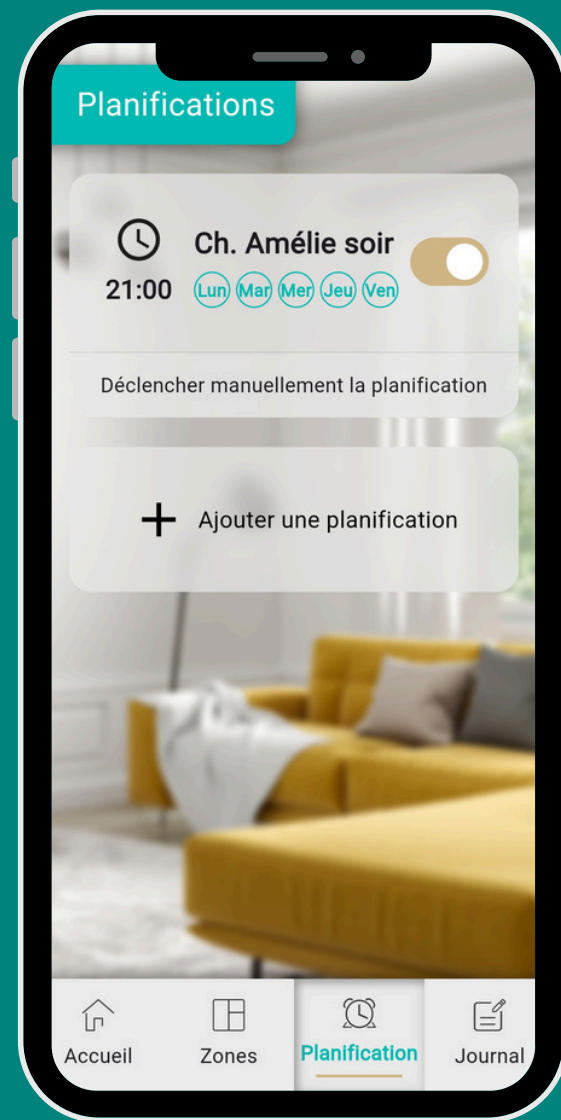 Planifications
Ch. Amélie soir
21:00
Lun Mar Mer Jeu Ven
Déclencher manuellement la planification
Ajouter une planification
Accueil
Zones
Planification
Journal